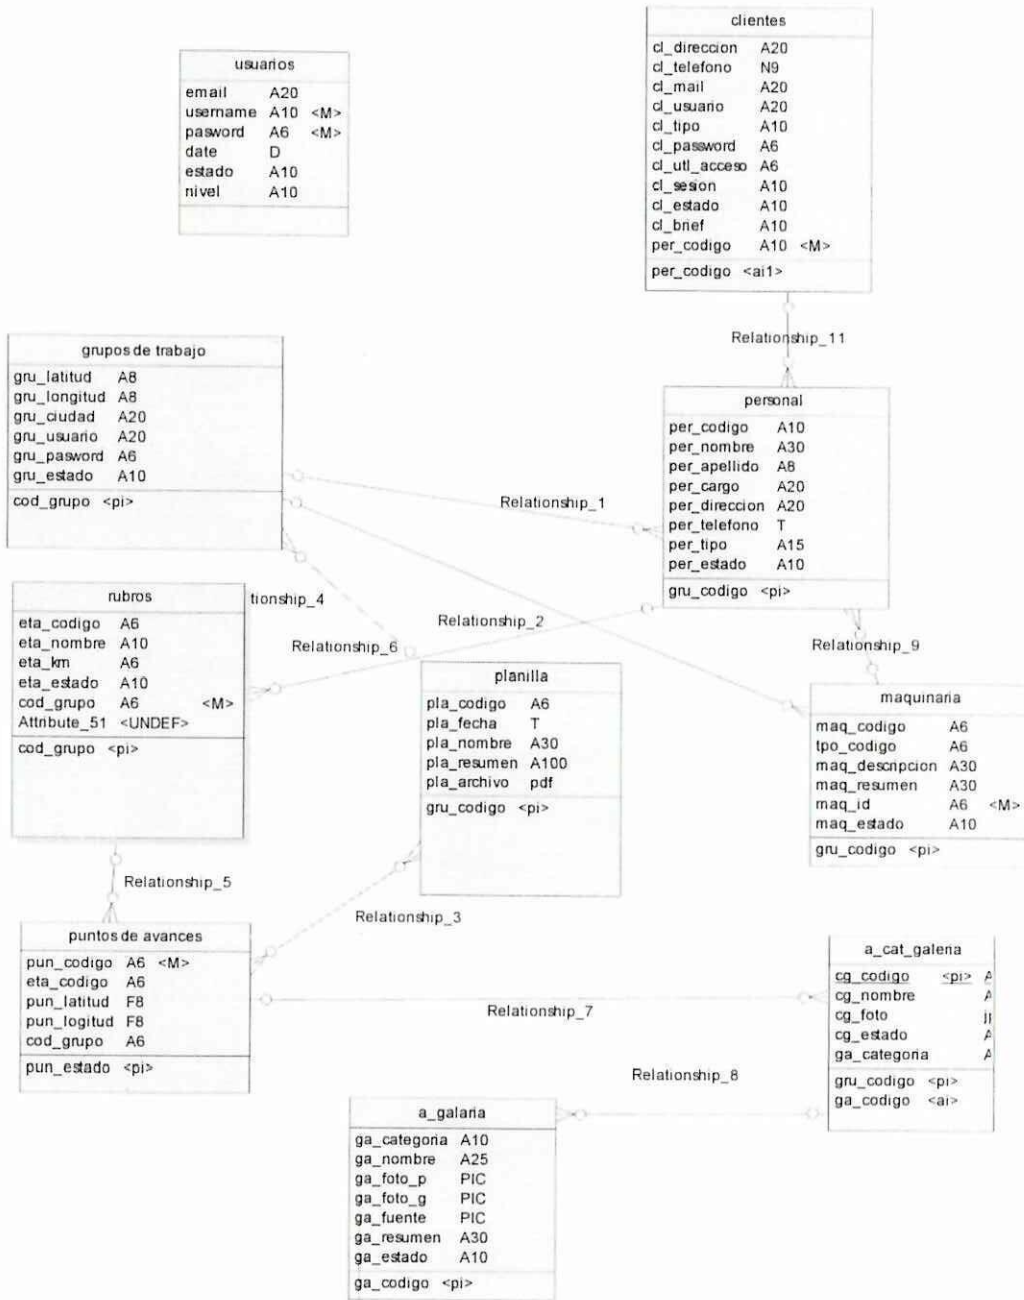 clientes
cl_direccion A20
cl_telefono N9
cl_mail A20
cl_usuario A20
cl_tipo A10
cl_password A6
cl_utl_acceso A6
cl_sesion A10
cl_estado A10
cl_brief A10
per_codigo A10 <M>
per_codigo <ai1>
usuarios
email A20
username A10 <M>
pasword A6 <M>
date D
estado A10
nivel A10
Relationship_11
grupos de trabajo
gru_latitud A8
gru_longitud A8
gru_ciudad A20
gru_usuario A20
gru_pasword A6
gru_estado A10
cod_grupo <pi>
personal
per_codigo A10
per_nombre A30
per_apellido A8
per_cargo A20
per_direccion A20
per_telefono T
per_tipo A15
per_estado A10
gru_codigo <pi>
Relationship_1
rubros
eta_codigo A6
eta_nombre A10
eta_km A6
eta_estado A10
cod_grupo A6 <M>
Attribute_51 <UNDEF>
cod_grupo <pi>
tionship_4
Relationship_2
Relationship_6
Relationship_9
planilla
pla_codigo A6
pla_fecha T
pla_nombre A30
pla_resumen A100
pla_archivo pdf
gru_codigo <pi>
maquinaria
maq_codigo A6
tpo_codigo A6
maq_descripcion A30
maq_resumen A30
maq_id A6 <M>
maq_estado A10
gru_codigo <pi>
Relationship_5
Relationship_3
puntos de avances
pun_codigo A6 <M>
eta_codigo A6
pun_latitud F8
pun_logitud F8
cod_grupo A6
pun_estado <pi>
a_cat_galeria
cg_codigo <pi> A
cg_nombre A
cg_foto
cg_estado A
ga_categoria A
gru_codigo <pi>
ga_codigo <ai>
Relationship_7
Relationship_8
a_galaria
ga_categoria A10
ga_nombre A25
ga_foto_p PIC
ga_foto_g PIC
ga_fuente PIC
ga_resumen A30
ga_estado A10
ga_codigo <pi>